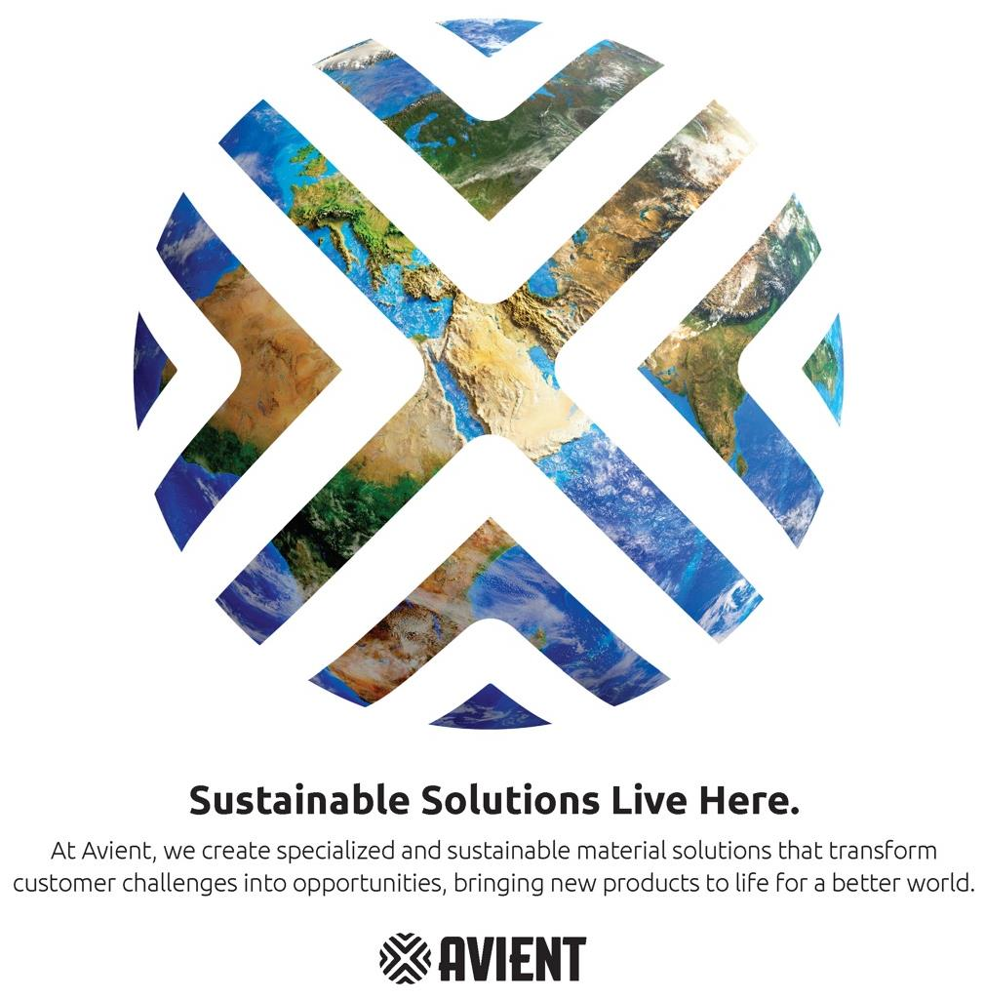 Sustainable Solutions Live Here.
At Avient, we create specialized and sustainable material solutions that transform
customer challenges into opportunities, bringing new products to life for a better world.
AVIENT